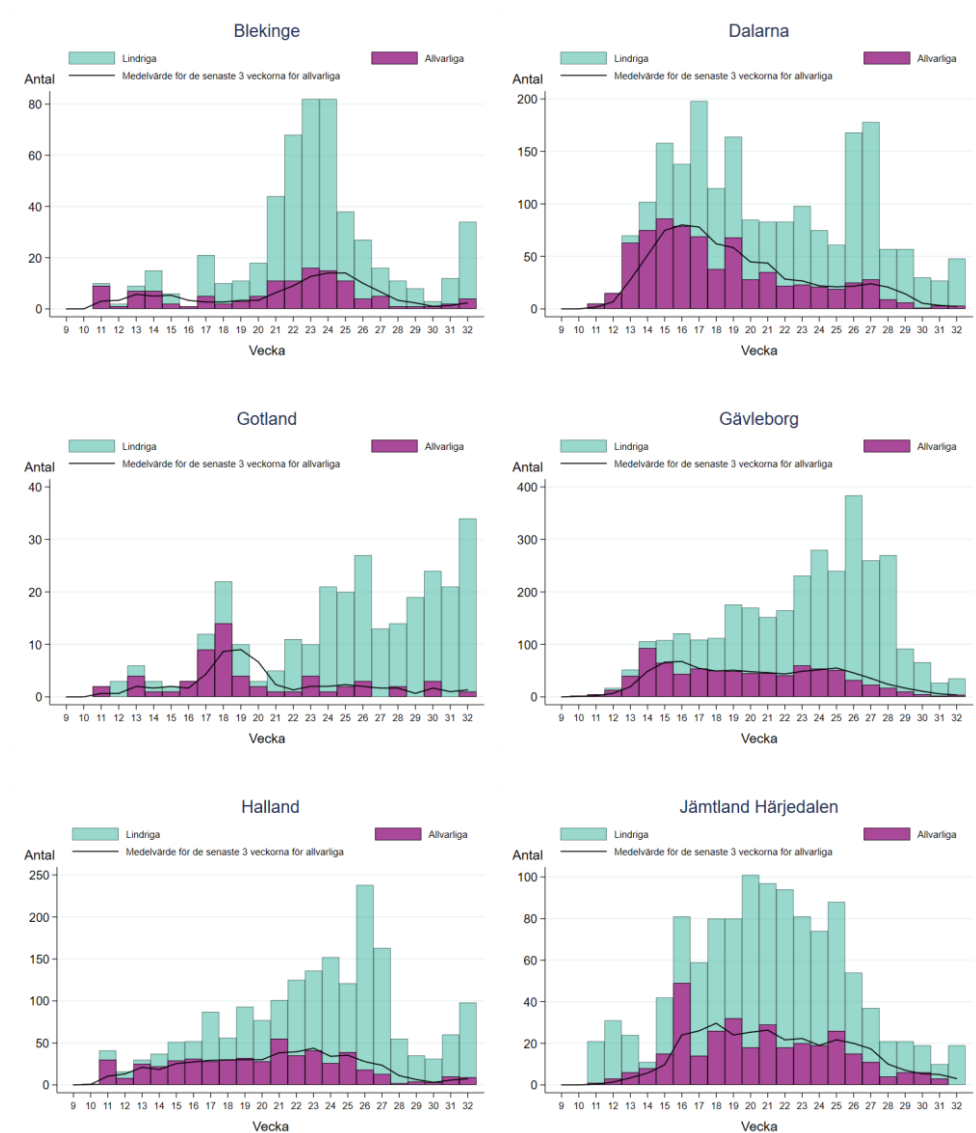 Blekinge
Lindriga Allvarliga
Medelvärde för de senaste 3 veckorna för allvarliga
Antal
80
60
40
20
0
9 10 11 12 13 14 15 16 17 18 19 20 21 22 23 24 25 26 27 28 29 30 31 32
Vecka
Dalarna
Lindriga Allvarliga
Medelvärde för de senaste 3 veckorna för allvarliga
Antal
200
150
100
50
0
9 10 11 12 13 14 15 16 17 18 19 20 21 22 23 24 25 26 27 28 29 30 31 32
Vecka
Gotland
Lindriga Allvarliga
Medelvärde för de senaste 3 veckorna för allvarliga
Antal
40
30
20
10
0
9 10 11 12 13 14 15 16 17 18 19 20 21 22 23 24 25 26 27 28 29 30 31 32
Vecka
Gävleborg
Lindriga Allvarliga
Medelvärde för de senaste 3 veckorna för allvarliga
Antal
400
300
200
100
0
9 10 11 12 13 14 15 16 17 18 19 20 21 22 23 24 25 26 27 28 29 30 31 32
Vecka
Halland
Lindriga Allvarliga
Medelvärde för de senaste 3 veckorna för allvarliga
Antal
250
200
150
100
50
0
9 10 11 12 13 14 15 16 17 18 19 20 21 22 23 24 25 26 27 28 29 30 31 32
Vecka
Jämtland Härjedalen
Lindriga Allvarliga
Medelvärde för de senaste 3 veckorna för allvarliga
Antal
100
80
60
40
20
0
9 10 11 12 13 14 15 16 17 18 19 20 21 22 23 24 25 26 27 28 29 30 31 32
Vecka